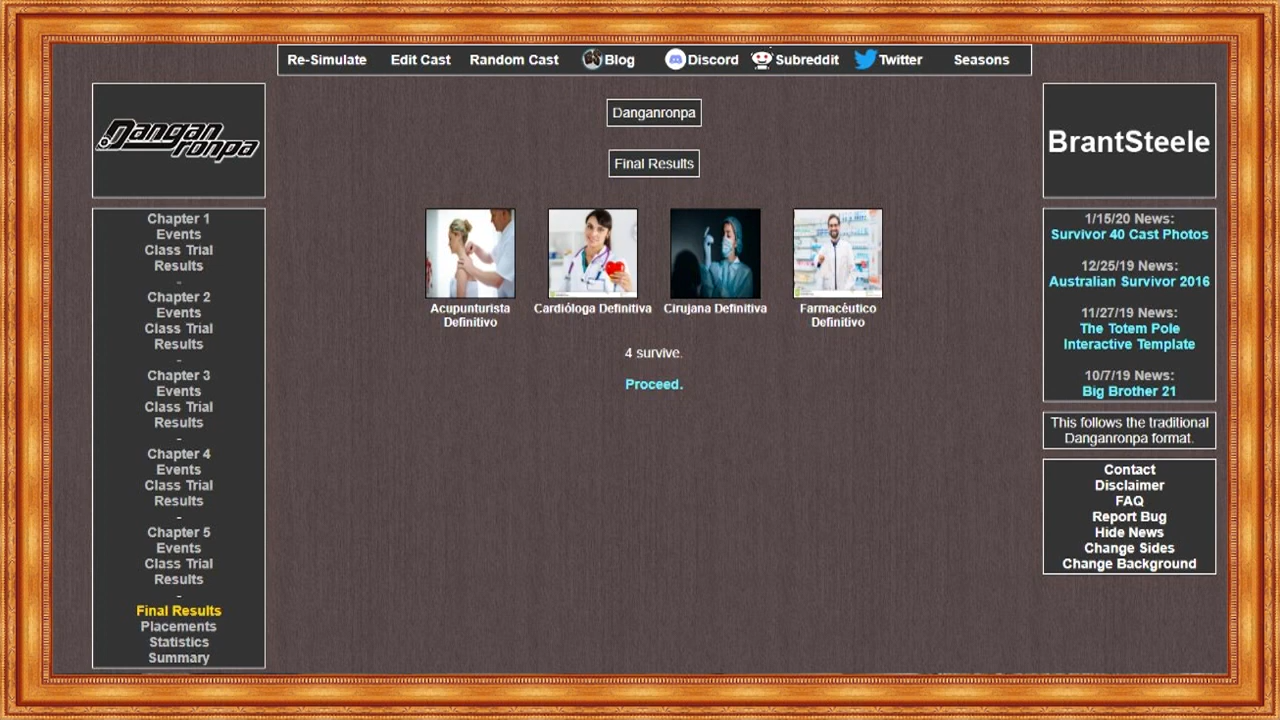 Re-Simulate Edit Cast Random Cast Blog Discord Subreddit Twitter Seasons
Danganronpa
Chapter 1
Events
Class Trial
Results
-
Chapter 2
Events
Class Trial
Results
-
Chapter 3
Events
Class Trial
Results
-
Chapter 4
Events
Class Trial
Results
-
Chapter 5
Events
Class Trial
Results
-
Final Results
Placements
Statistics
Summary
Danganronpa
Final Results
Acupunturista
Definitivo
Cardióloga Definitiva
Cirujana Definitiva
Farmacéutico
Definitivo
4 survive.
Proceed.
BrantSteele
1/15/20 News:
Survivor 40 Cast Photos
12/25/19 News:
Australian Survivor 2016
11/27/19 News:
The Totem Pole
Interactive Template
10/7/19 News:
Big Brother 21
This follows the traditional
Danganronpa format.
Contact
Disclaimer
FAQ
Report Bug
Hide News
Change Sides
Change Background